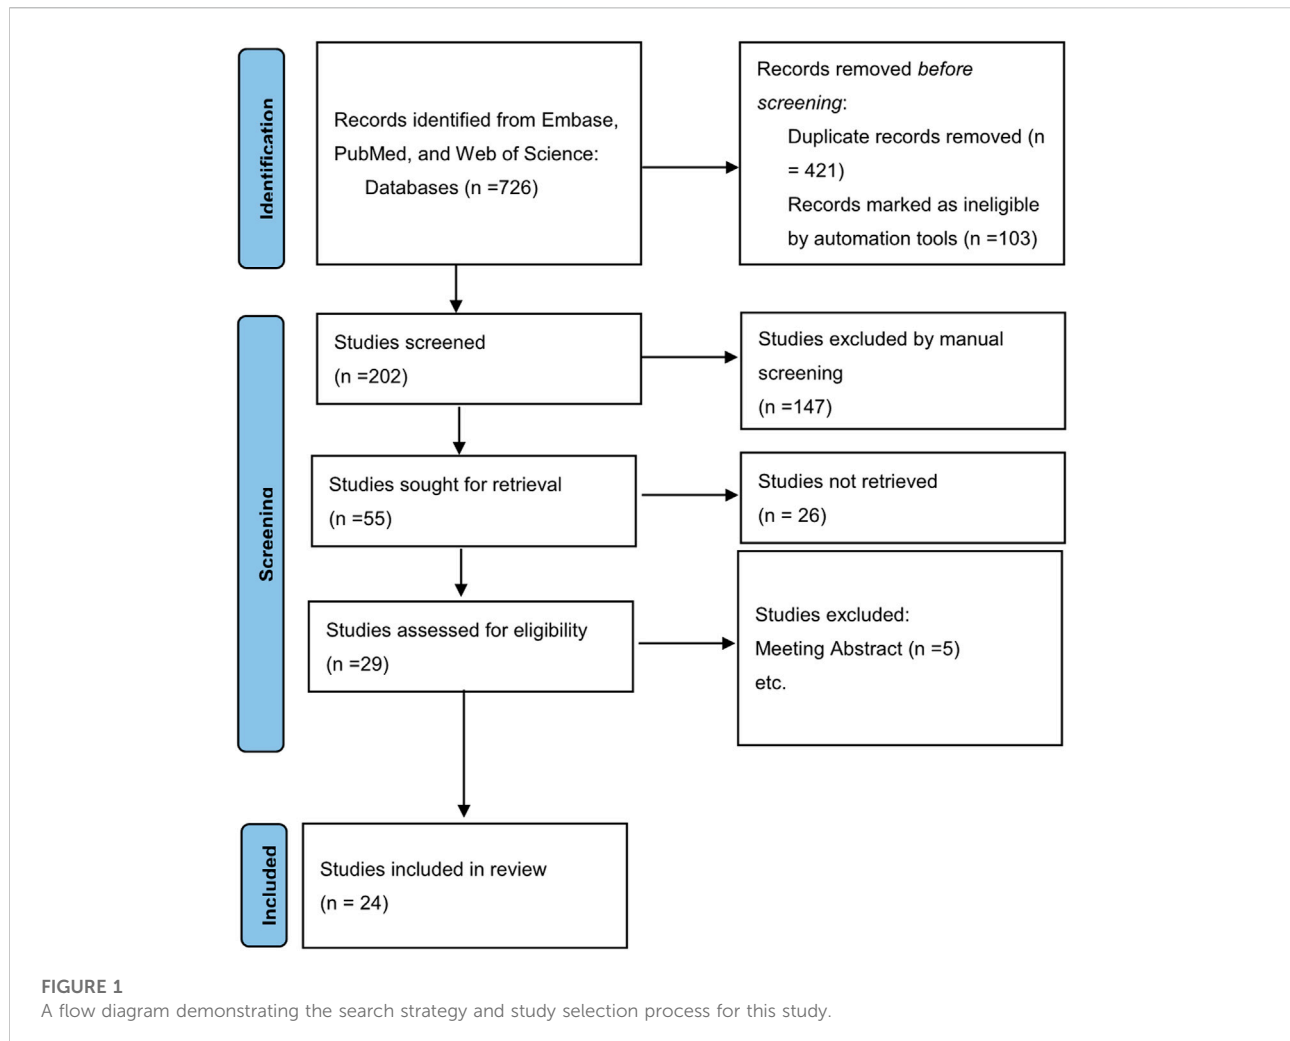 Identification
Records identified from Embase,
PubMed, and Web of Science:
Databases (n =726)
Records removed before
screening:
Duplicate records removed (n
= 421)
Records marked as ineligible
by automation tools (n =103)
Screening
Studies screened
(n =202)
Studies excluded by manual
screening
(n =147)
Studies sought for retrieval
(n =55)
Studies not retrieved
(n = 26)
Studies assessed for eligibility
(n =29)
Studies excluded:
Meeting Abstract (n =5)
etc.
Included
Studies included in review
(n = 24)
FIGURE 1
A flow diagram demonstrating the search strategy and study selection process for this study.